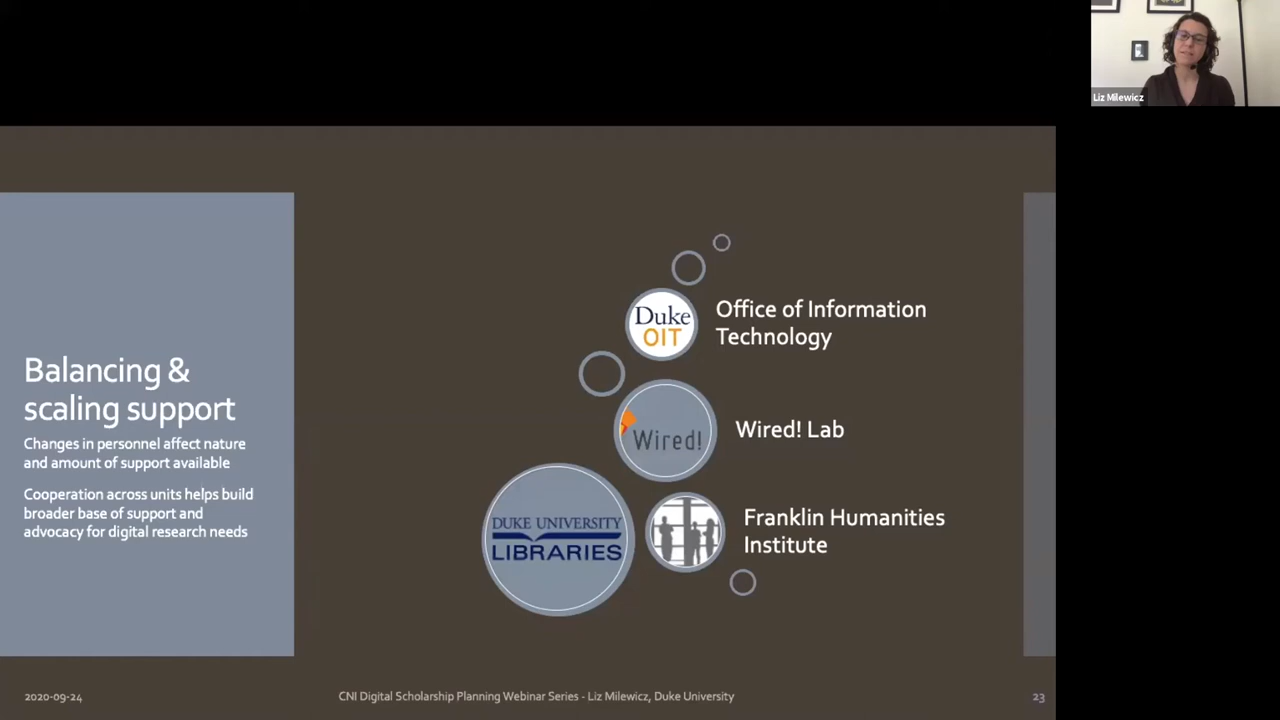 Liz Milewicz
Balancing &
scaling support
Changes in personnel affect nature
and amount of support available
Cooperation across units helps build
broader base of support and
advocacy for digital research needs
Duke
OIT
Office of Information
Technology
Wired!
Wired! Lab
DUKE UNIVERSITY
LIBRARIES
Franklin Humanities
Institute
2020-09-24
CNI Digital Scholarship Planning Webinar Series - Liz Milewicz, Duke University
23